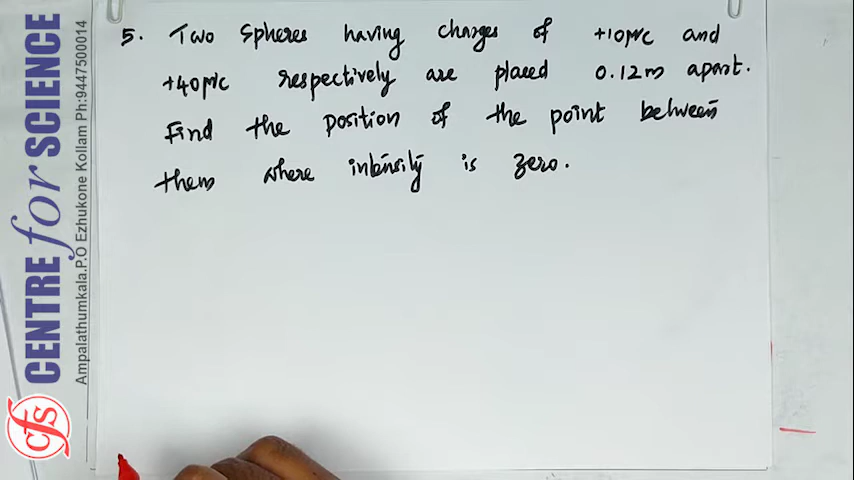 5. Two Spheres having charges of +10μc and
+40μc respectively are placed 0.12m apart.
Find the position of the point between
them where intensity is zero.
CENTRE for SCIENCE
Ampalathumkala.P.O Ezhukone Kollam Ph:9447500014
cfs